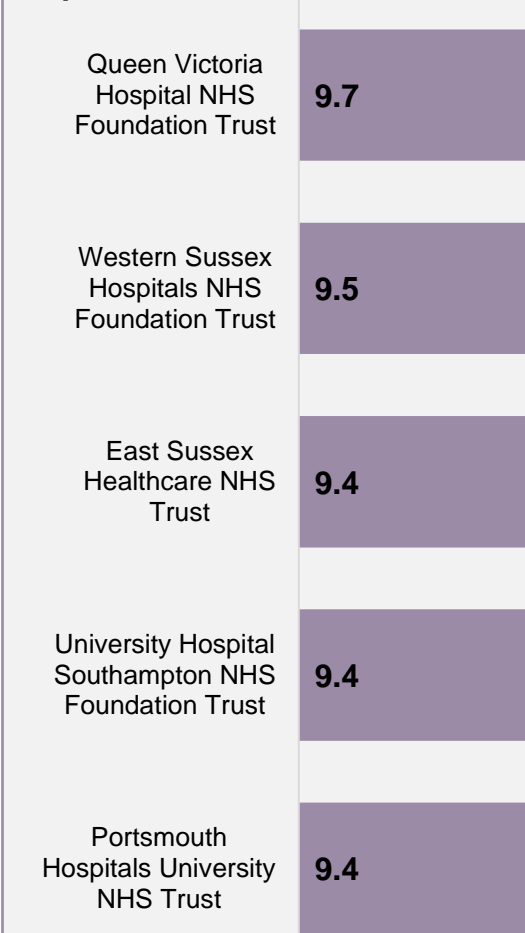 Queen Victoria
Hospital NHS
Foundation Trust
9.7
Western Sussex
Hospitals NHS
Foundation Trust
9.5
East Sussex
Healthcare NHS
Trust
9.4
University Hospital
Southampton NHS
Foundation Trust
9.4
Portsmouth
Hospitals University
NHS Trust
9.4